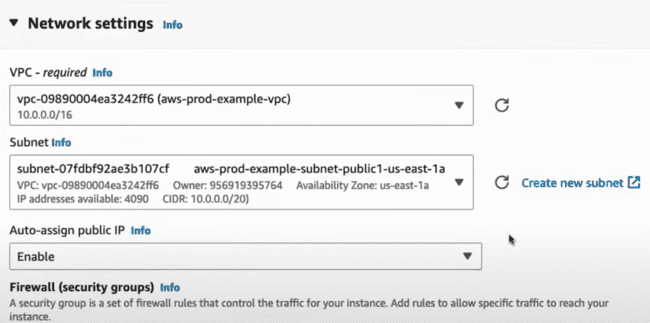 Network settings Info
VPC - required Info
vpc-09890004ea3242ff6 (aws-prod-example-vpc)
10.0.0.0/16
Subnet Info
subnet-07fdbf92ae3b107cf aws-prod-example-subnet-public1-us-east-1a
VPC: vpc-09890004ea3242ff6 Owner: 956919395764 Availability Zone: us-east-1a
IP addresses available: 4090 CIDR: 10.0.0.0/20)
Create new subnet
Auto-assign public IP Info
Enable
Firewall (security groups) Info
A security group is a set of firewall rules that control the traffic for your instance. Add rules to allow specific traffic to reach your
instance.